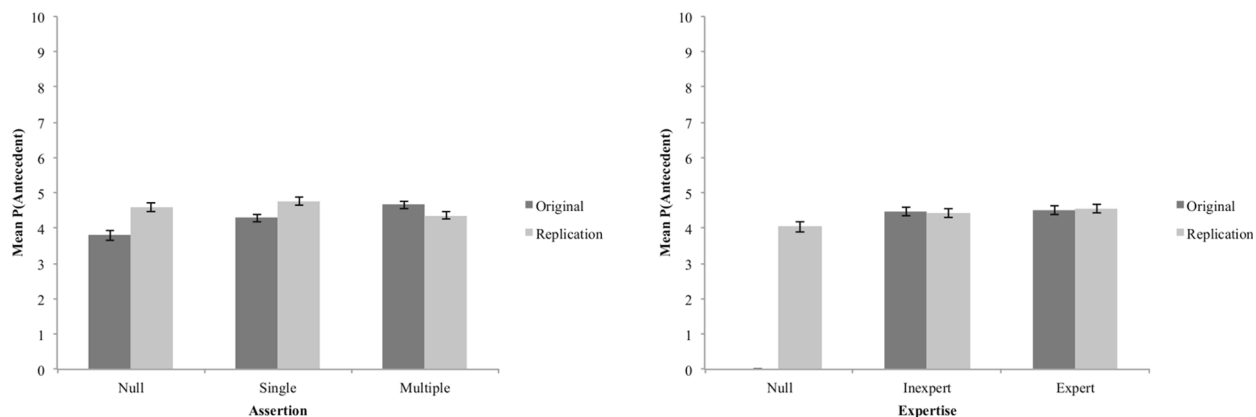 10
9
8
7
6
5
4
3
2
1
0
Mean P(Antecedent)
Null
Single
Multiple
Assertion
Original
Replication
10
9
8
7
6
5
4
3
2
1
0
Mean P(Antecedent)
Null
Inexpert
Expert
Expertise
Original
Replication